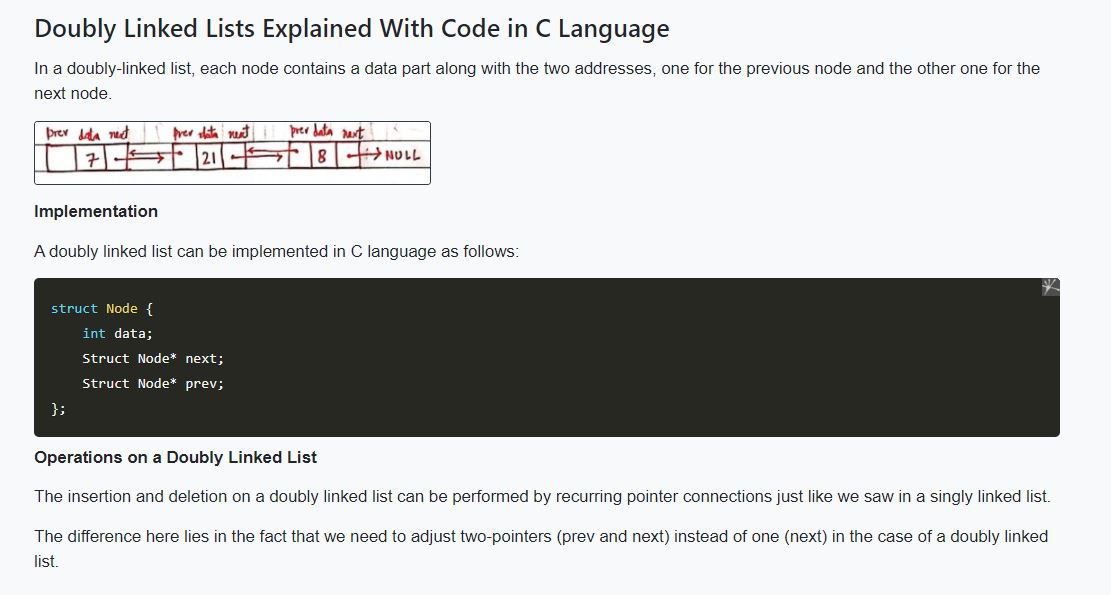 Doubly Linked Lists Explained With Code in C Language
In a doubly-linked list, each node contains a data part along with the two addresses, one for the previous node and the other one for the
next node.
prev data next prev data next prev data next
7 21 8 NULL
Implementation
A doubly linked list can be implemented in C language as follows:
struct Node {
    int data;
    Struct Node* next;
    Struct Node* prev;
};
Operations on a Doubly Linked List
The insertion and deletion on a doubly linked list can be performed by recurring pointer connections just like we saw in a singly linked list.
The difference here lies in the fact that we need to adjust two-pointers (prev and next) instead of one (next) in the case of a doubly linked
list.